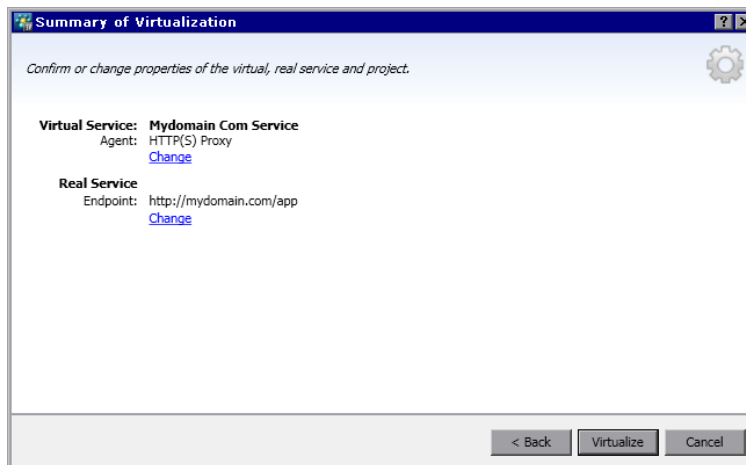 Summary of Virtualization
Confirm or change properties of the virtual, real service and project.
Virtual Service: Mydomain Com Service
Agent: HTTP(S) Proxy
Change
Real Service
Endpoint: http://mydomain.com/app
Change
< Back Virtualize Cancel